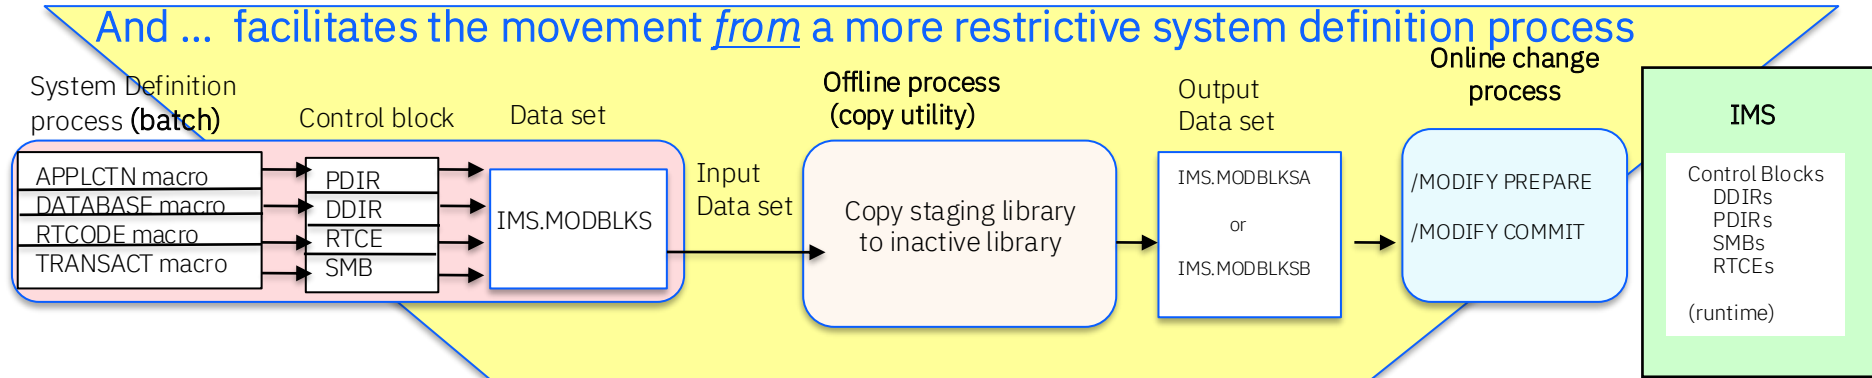 And ... facilitates the movement from a more restrictive system definition process
System Definition
process (batch)
Control block
Data set
APPLCTN macro
DATABASE macro
RTCODE macro
TRANSACT macro
PDIR
DDIR
RTCE
SMB
IMS.MODBLKS
Input
Data set
Offline process
(copy utility)
Copy staging library
to inactive library
Output
Data set
IMS.MODBLKSA
or
IMS.MODBLKSB
Online change
process
/MODIFY PREPARE
/MODIFY COMMIT
IMS
Control Blocks
DDIRs
PDIRs
SMBs
RTCEs
(runtime)